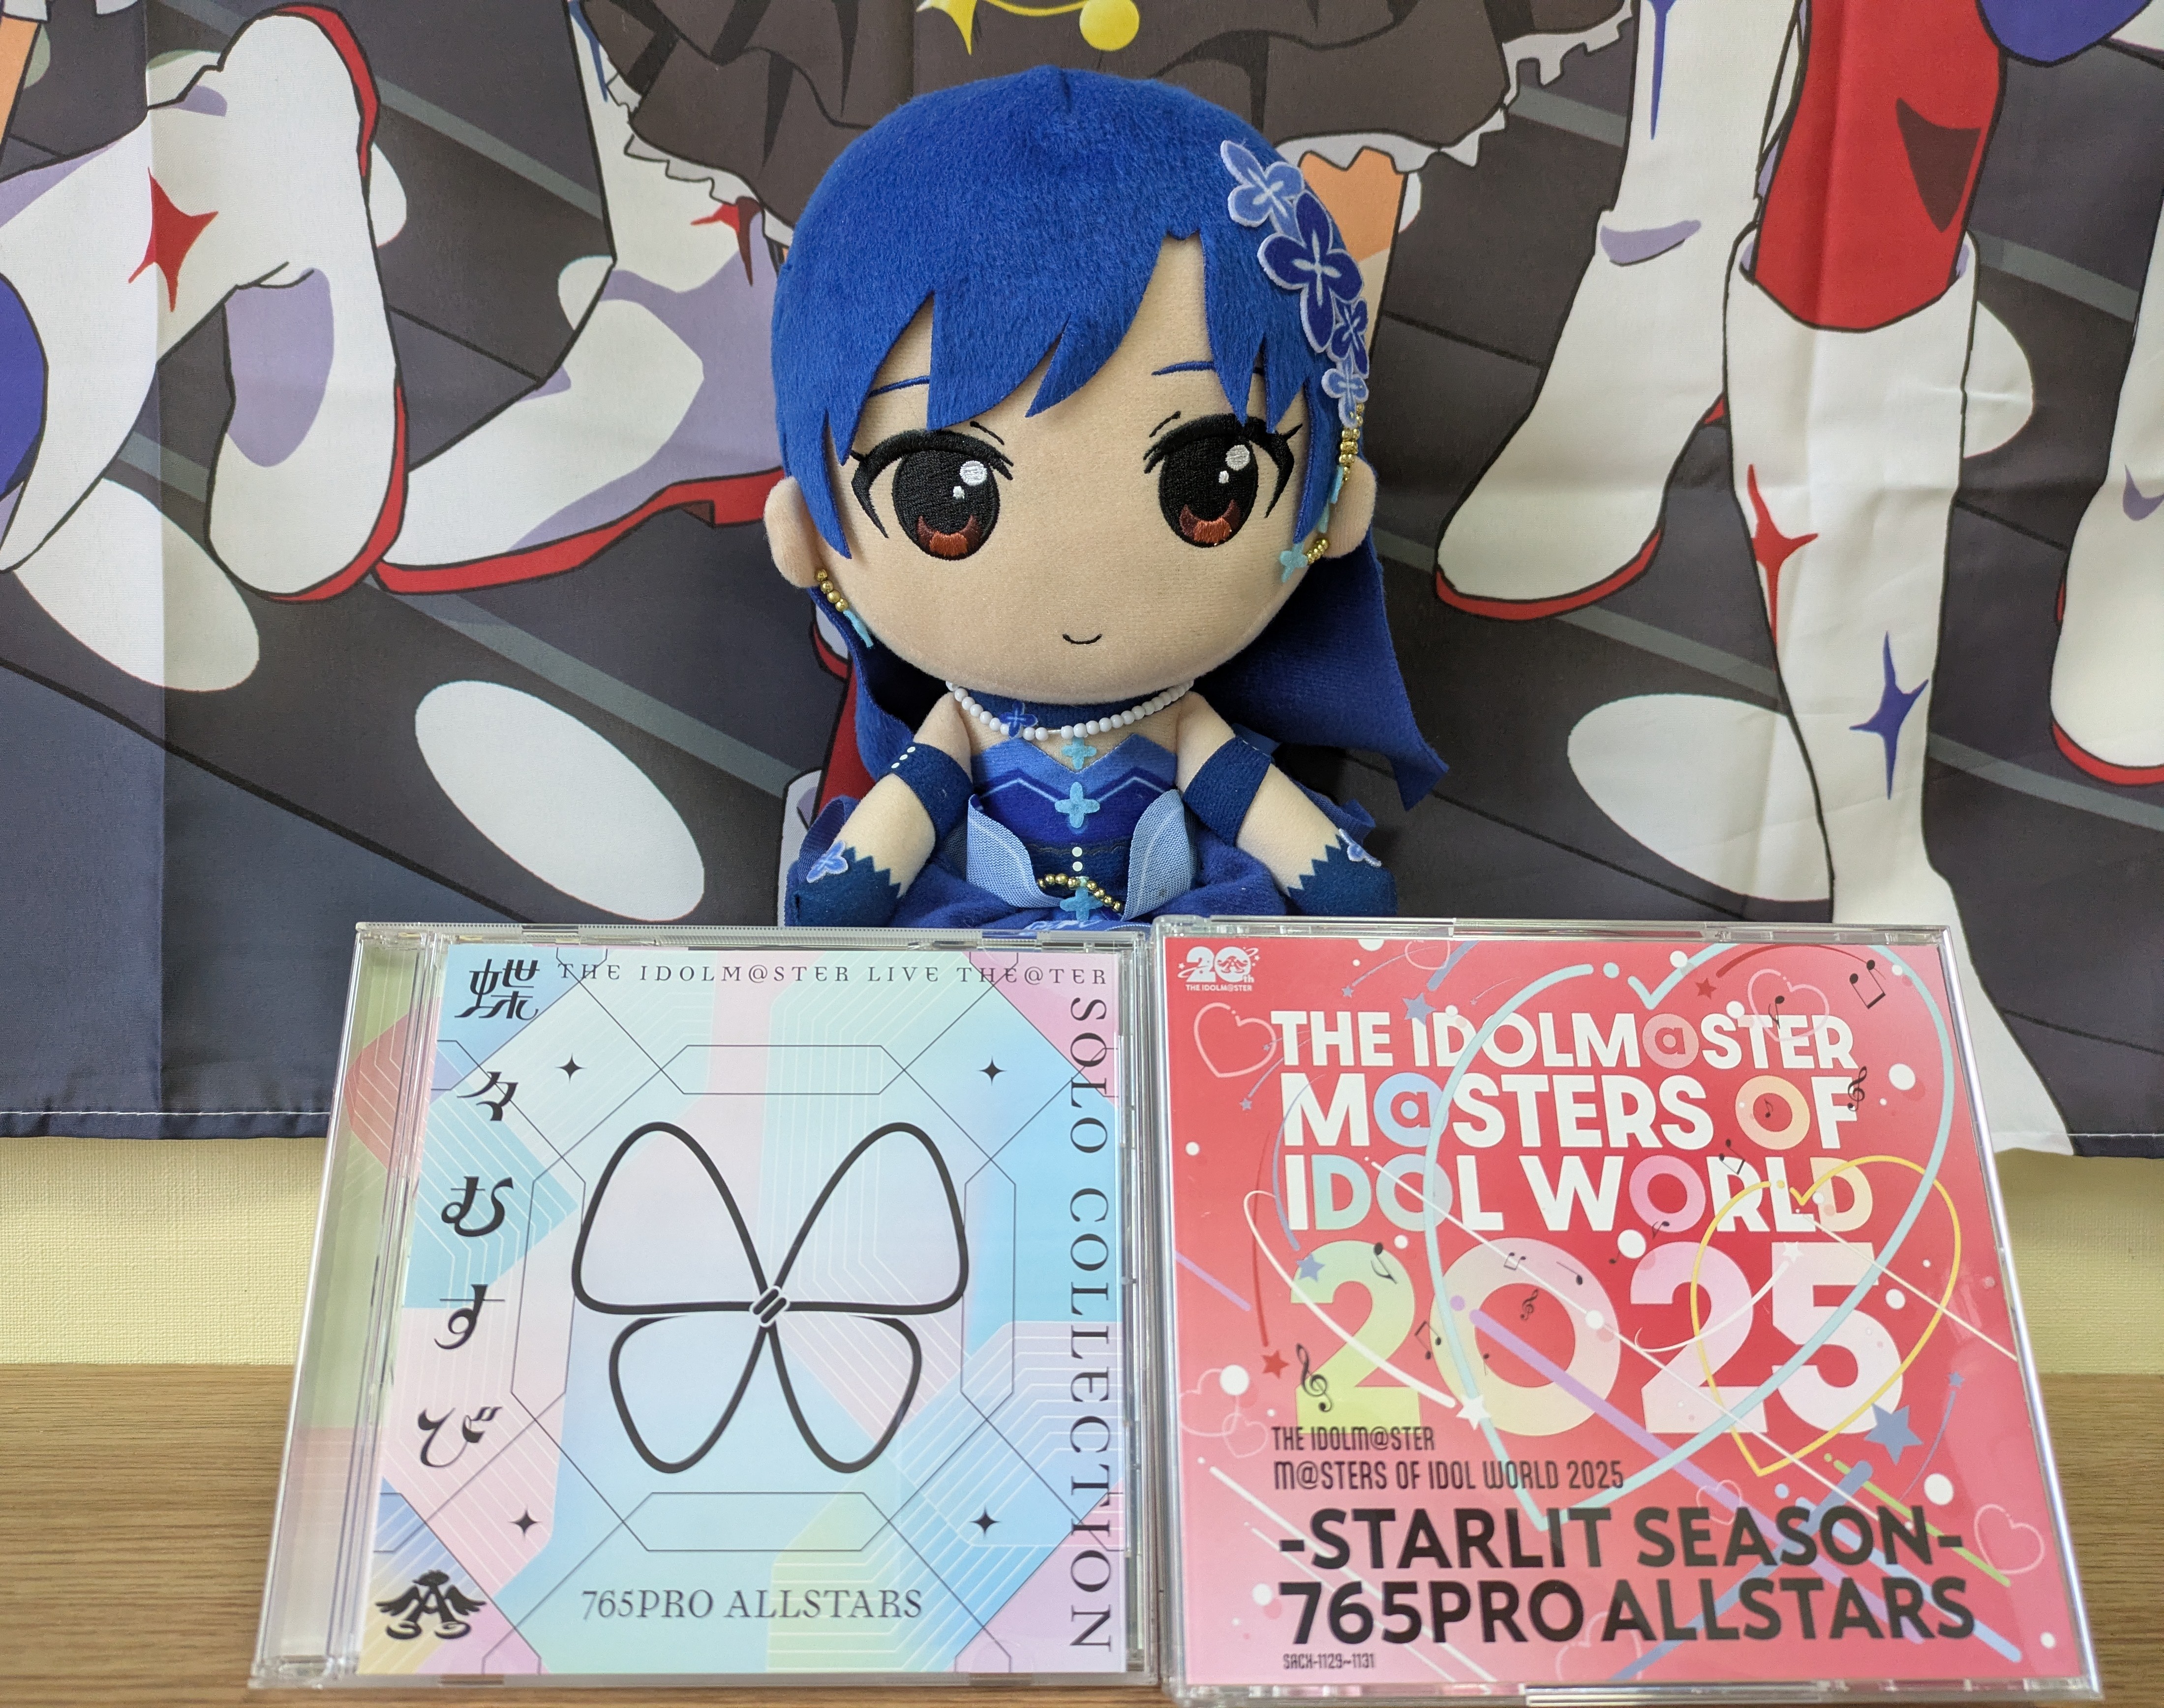 蝶々むすび
THE IDOLM@STER LIVE THE@TER
SOLO COLLECTION
765PRO ALLSTARS
20th
THE IDOLM@STER
THE IDOLM@STER
M@STERS OF
IDOL WORLD
2025
THE IDOLM@STER
M@STERS OF IDOL WORLD 2025
-STARLIT SEASON-
765PRO ALLSTARS
SACX-1129~1131